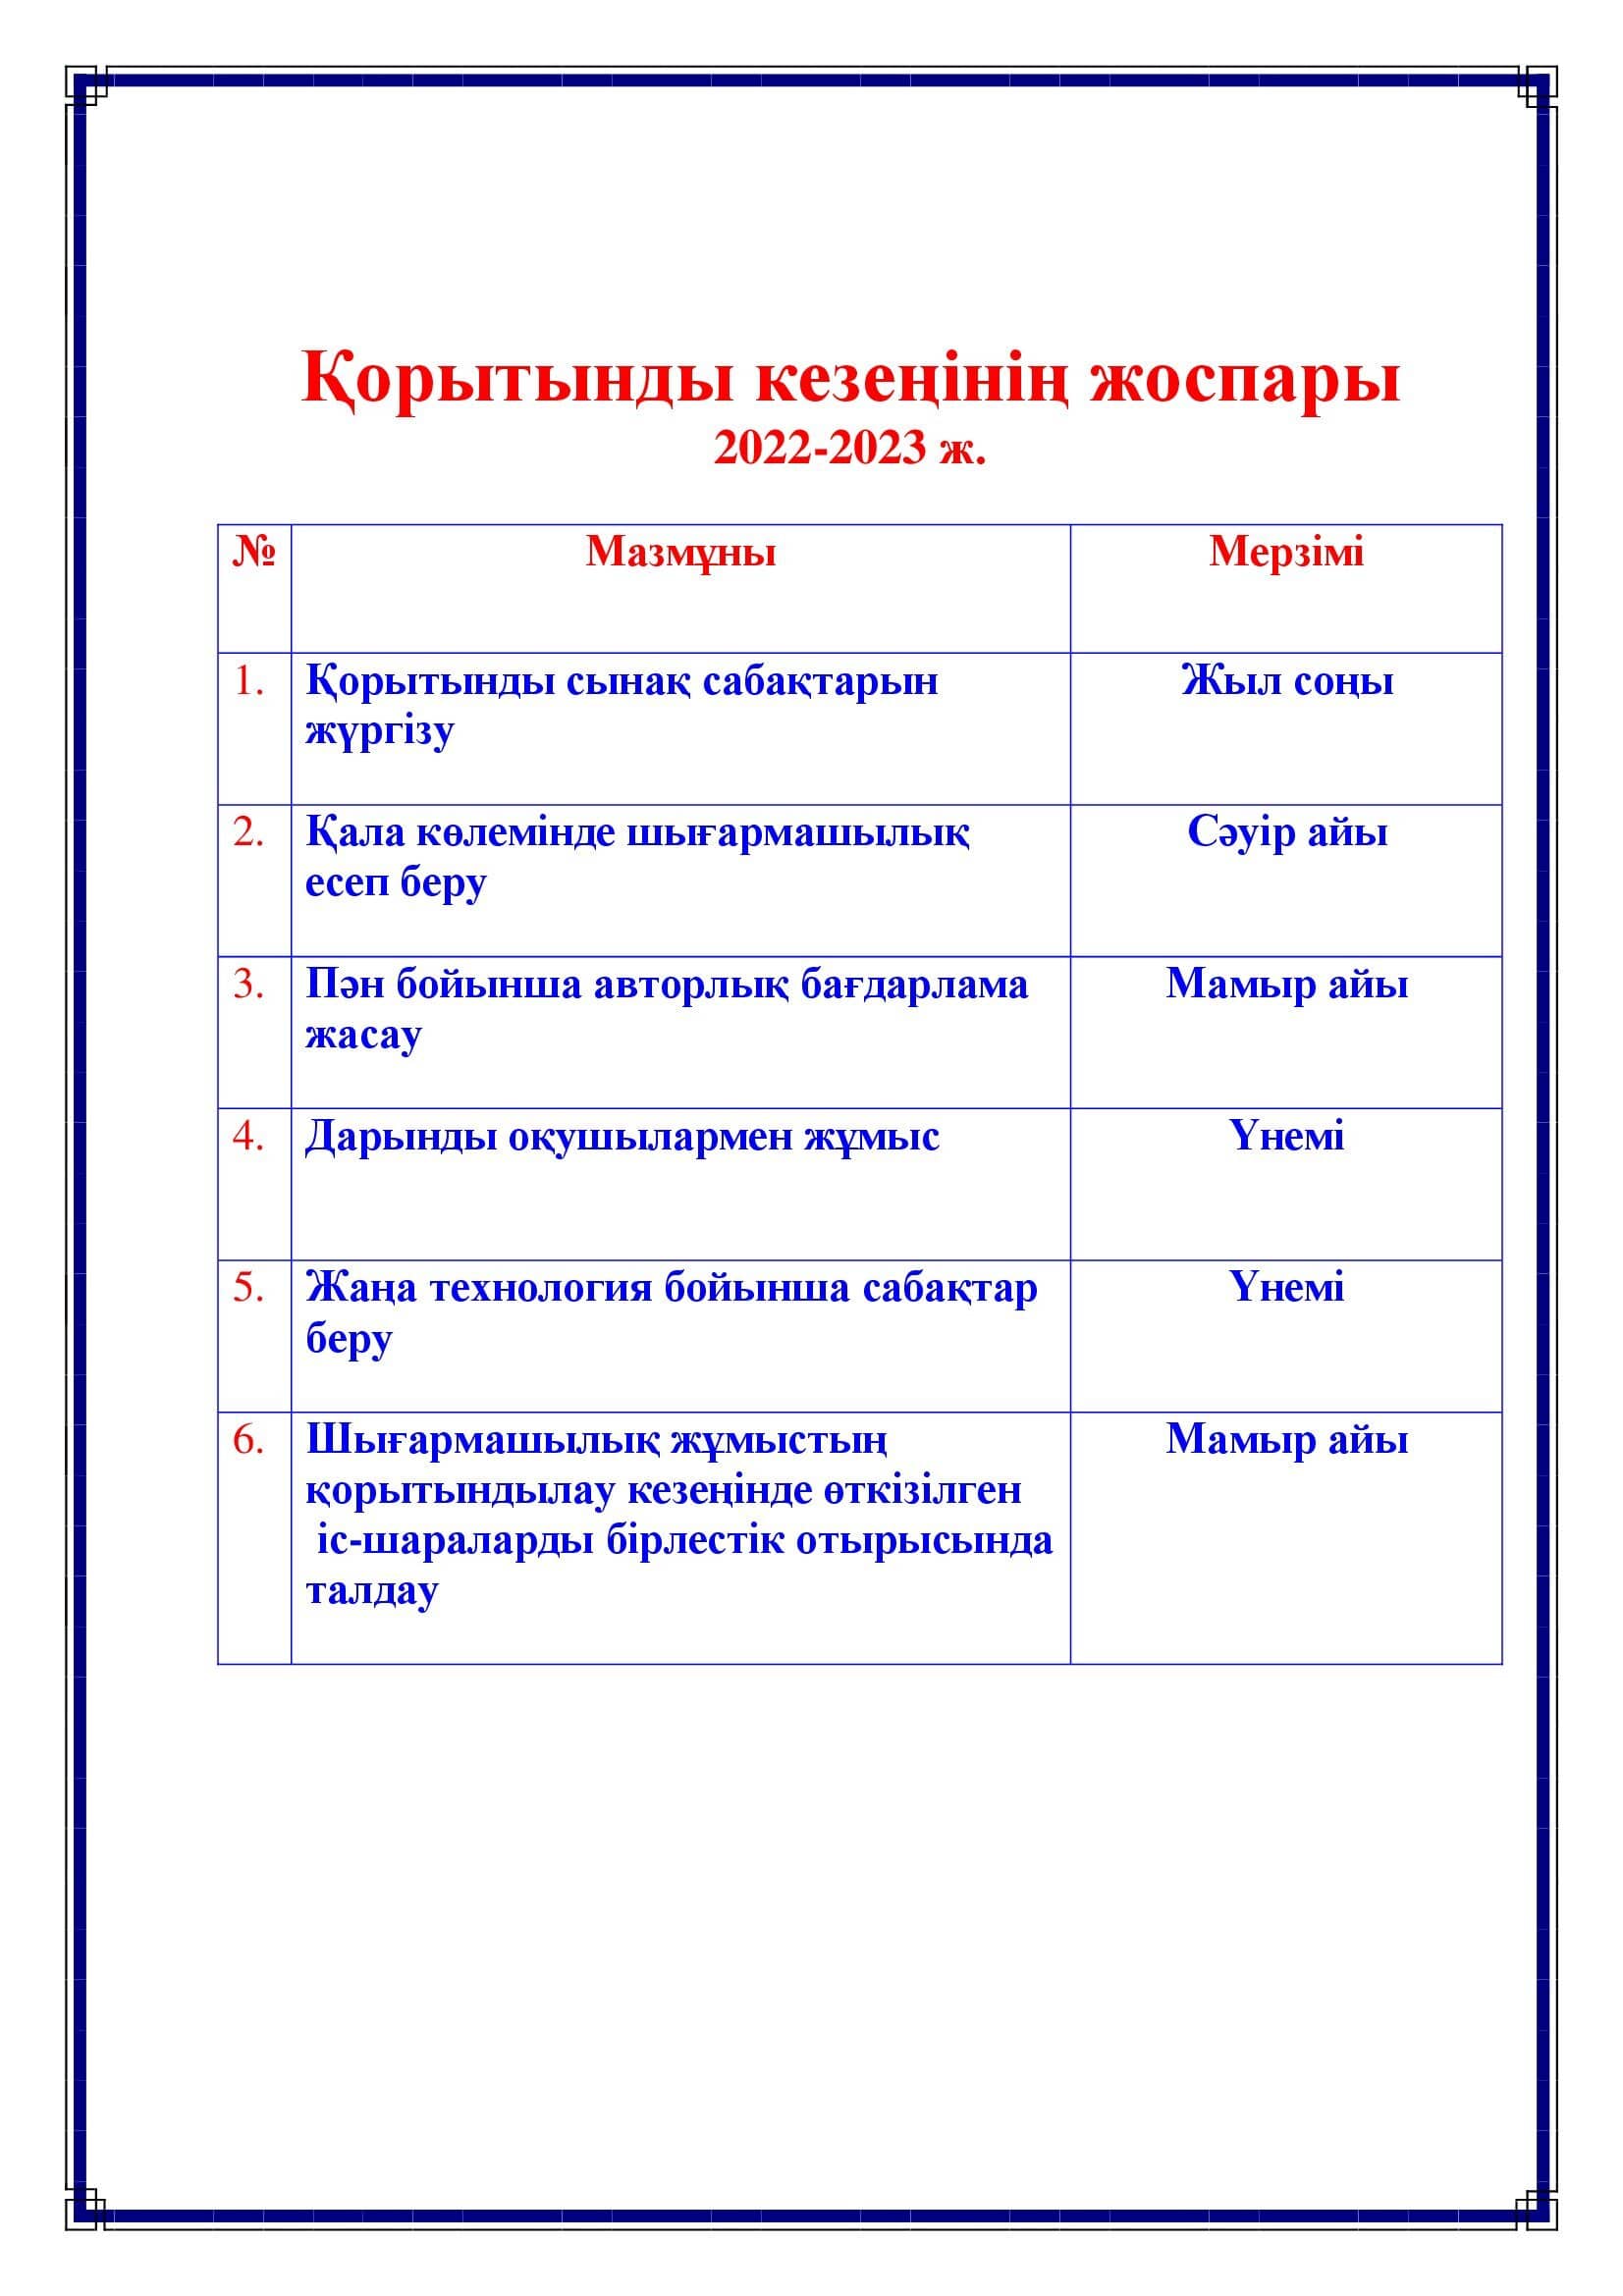 Қорытынды кезеңінің жоспары
2022-2023 ж.
№ Мазмұны Мерзімі
1. Қорытынды сынақ сабақтарын Жыл соңы
жүргізу
2. Қала көлемінде шығармашылық Сәуір айы
есеп беру
3. Пән бойынша авторлық бағдарлама Мамыр айы
жасау
4. Дарынды оқушылармен жұмыс Үнемі
5. Жаңа технология бойынша сабақтар Үнемі
беру
6. Шығармашылық жұмыстың Мамыр айы
қорытындылау кезеңінде өткізілген
іс-шараларды бірлестік отырысында
талдау